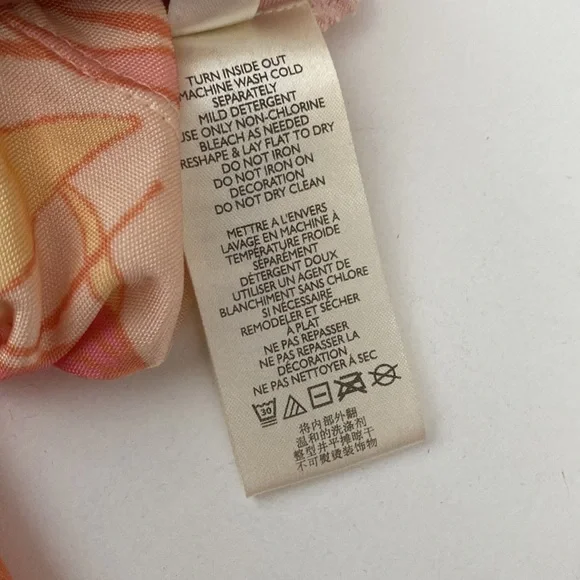 TURN INSIDE OUT
MACHINE WASH COLD
SEPARATELY
MILD DETERGENT
USE ONLY NON-CHLORINE
BLEACH AS NEEDED
RESHAPE & LAY FLAT TO DRY
DO NOT IRON
DO NOT IRON ON
DECORATION
DO NOT DRY CLEAN
METTRE A L'ENVERS
LAVAGE EN MACHINE À
TEMPÉRATURE FROIDE
SÉPARÉMENT
DÉTERGENT DOUX
UTILISER UN AGENT DE
BLANCHIMENT SANS CHLORE
SI NÉCESSAIRE
REMODELER ET SÉCHER
À PLAT
NE PAS REPASSER
NE PAS REPASSER LA
DÉCORATION
NE PAS NETTOYER À SEC
30
将内部外翻
温和的洗涤剂
整型并平摊晾干
不可熨烫装饰物